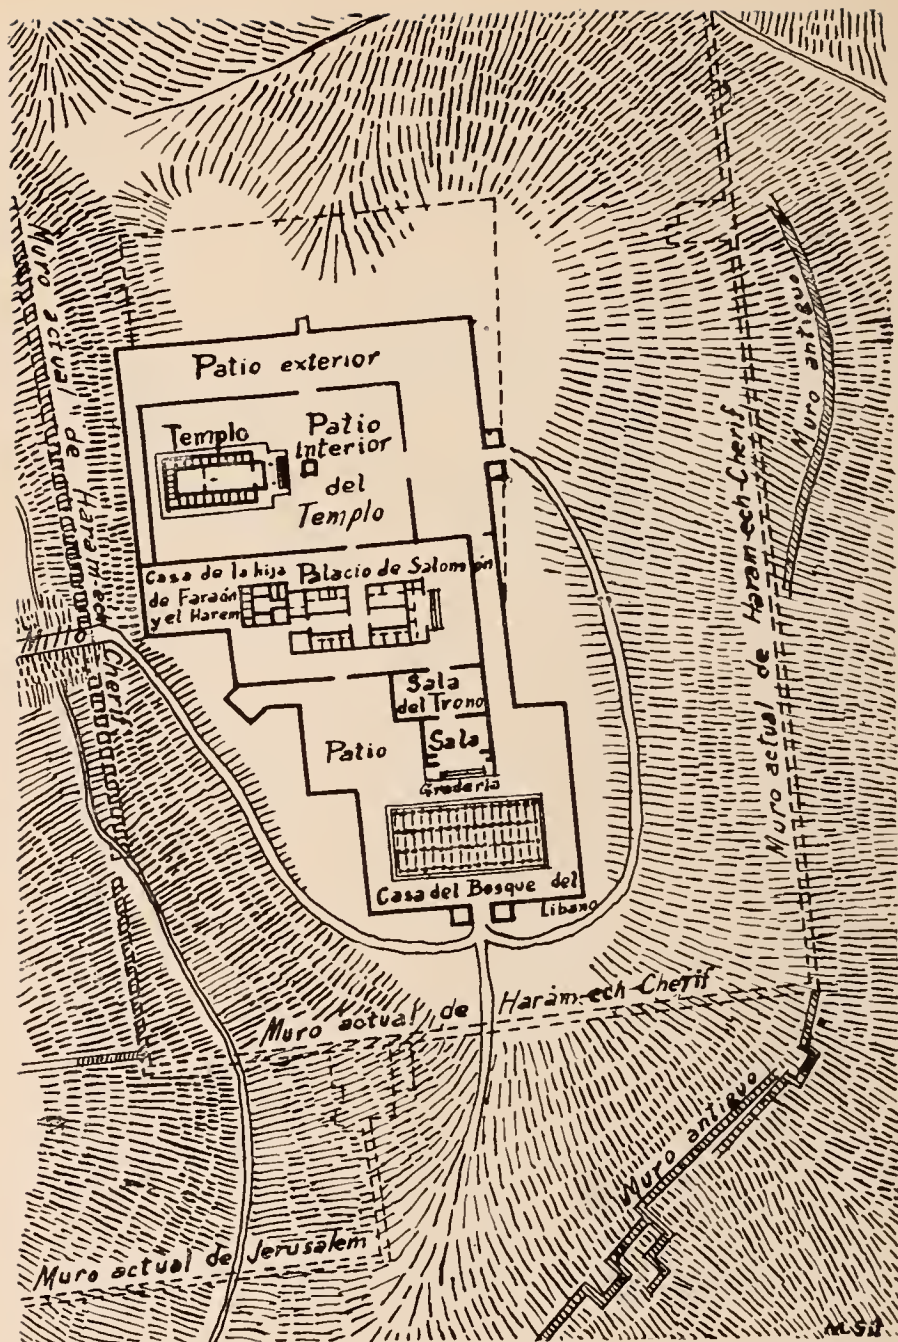 Patio exterior
Templo
Patio
Interior
del
Templo
Casa de la hija
de Faraón
y el Harem
Palacio de Salomón
Sala
del Trono
Patio
Sala
Gradería
Casa del Bosque del
Libano
Muro actual de Haram-ech-Cherif
Muro actual de Haram-ech-Cherif
Muro antiguo
Muro actual de Haràm-ech-Cherif
Muro antiguo
Muro actual de Jerusalem
M.S.J.